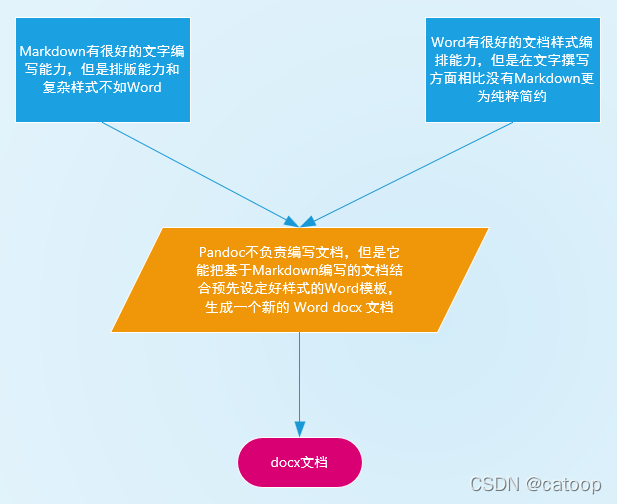 Markdown有很好的文字编
写能力，但是排版能力和
复杂样式不如Word
Word有很好的文档样式编
排能力，但是在文字撰写
方面相比没有Markdown更
为纯粹简约
Pandoc不负责编写文档，但是它
能把基于Markdown编写的文档结
合预先设定好样式的Word模板，
生成一个新的 Word docx 文档
docx文档
CSDN @catoop